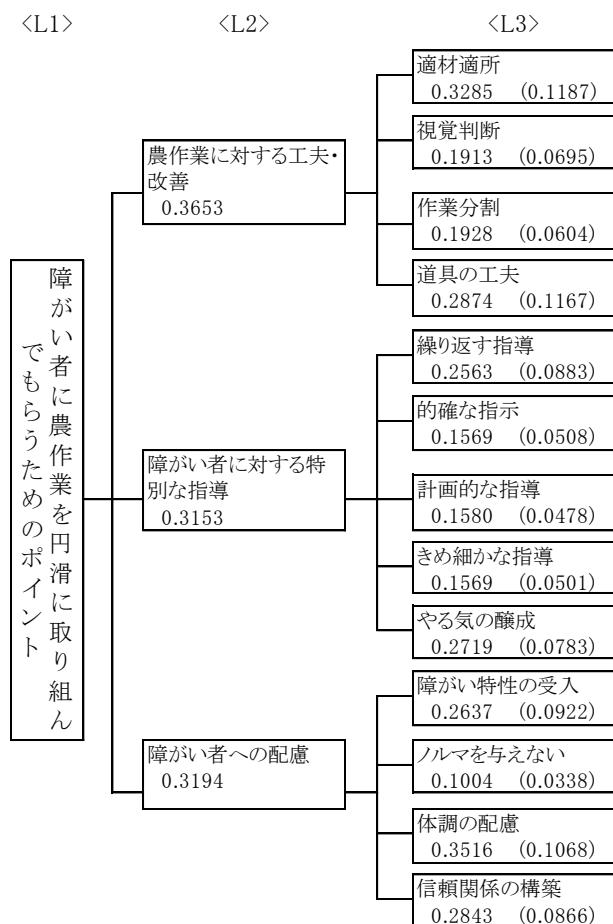 <L1>
<L2>
<L3>
障がい者に農作業を円滑に取り組ん
でもらうためのポイント
農作業に対する工夫・
改善
0.3653
適材適所
0.3285 (0.1187)
視覚判断
0.1913 (0.0695)
作業分割
0.1928 (0.0604)
道具の工夫
0.2874 (0.1167)
障がい者に対する特
別な指導
0.3153
繰り返す指導
0.2563 (0.0883)
的確な指示
0.1569 (0.0508)
計画的な指導
0.1580 (0.0478)
きめ細かな指導
0.1569 (0.0501)
やる気の醸成
0.2719 (0.0783)
障がい者への配慮
0.3194
障がい特性の受入
0.2637 (0.0922)
ノルマを与えない
0.1004 (0.0338)
体調の配慮
0.3516 (0.1068)
信頼関係の構築
0.2843 (0.0866)